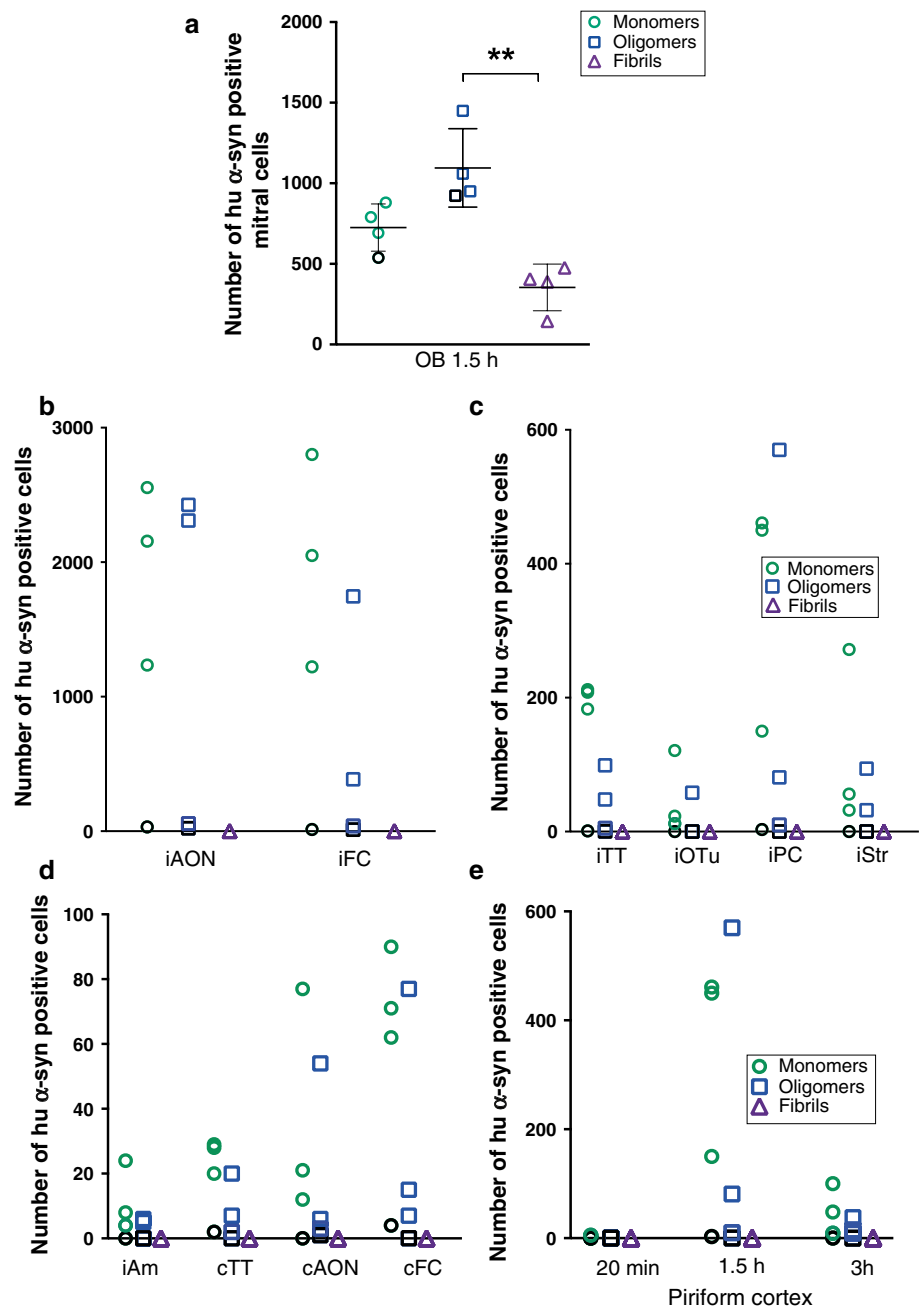 a
Number of hu α-syn positive
mitral cells
2000
1500
1000
500
0
**
OB 1.5 h
Monomers
Oligomers
Fibrils
b
Number of hu α-syn positive cells
3000
2000
1000
0
iAON
iFC
c
Number of hu α-syn positive cells
600
400
200
0
iTT
iOTu
iPC
iStr
Monomers
Oligomers
Fibrils
d
Number of hu α-syn positive cells
100
80
60
40
20
0
iAm
cTT
cAON
cFC
e
Number of hu α-syn positive cells
600
400
200
0
20 min
1.5 h
3h
Piriform cortex
Monomers
Oligomers
Fibrils